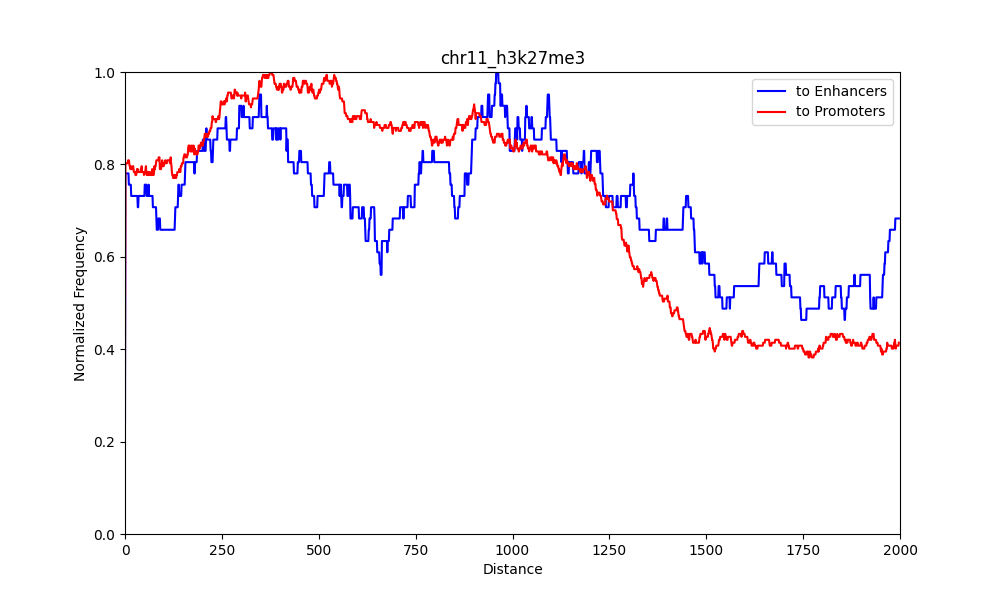 chr11_h3k27me3
to Enhancers
to Promoters
Normalized Frequency
1.0
0.8
0.6
0.4
0.2
0.0
0 250 500 750 1000 1250 1500 1750 2000
Distance